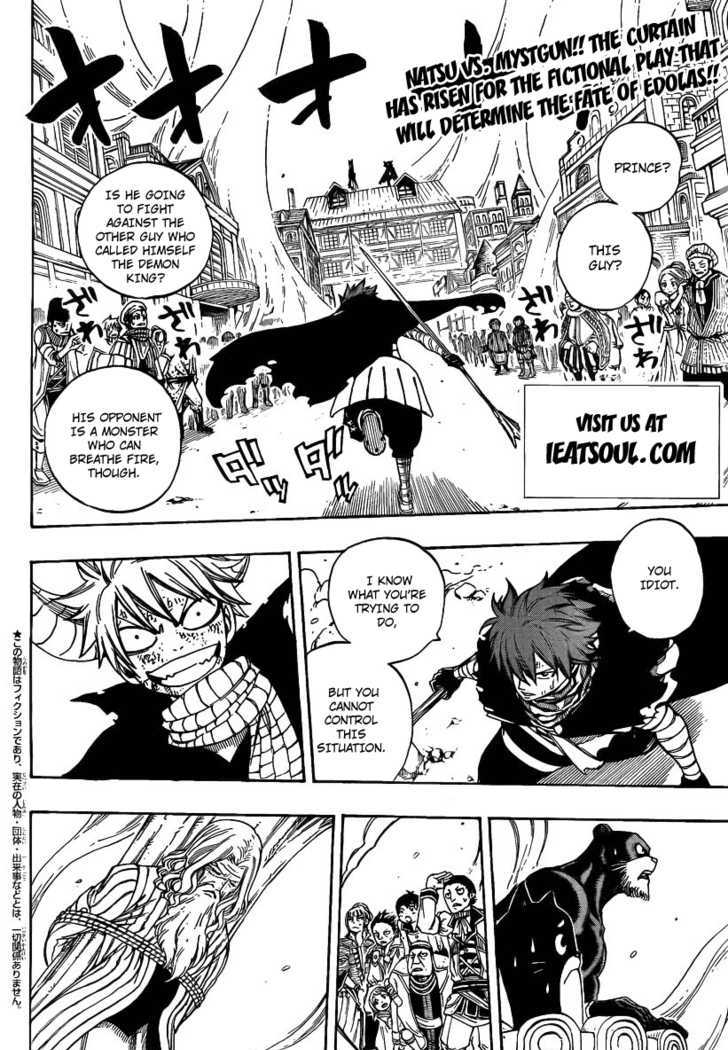 NATSU VS. MYSTGUN!! THE CURTAIN
HAS RISEN FOR THE FICTIONAL PLAY THAT
WILL DETERMINE THE FATE OF EDOLAS!!
PRINCE?
IS HE GOING
TO FIGHT
AGAINST THE
OTHER GUY WHO
CALLED HIMSELF
THE DEMON
KING?
THIS
GUY?
ざわ
ざわ
ざわ
HIS OPPONENT
IS A MONSTER
WHO CAN
BREATHE FIRE,
THOUGH.
ダッ
ダッ
VISIT US AT
IEATSOUL.COM
YOU
IDIOT.
I KNOW
WHAT YOU'RE
TRYING TO
DO,
BUT YOU
CANNOT
CONTROL
THIS
SITUATION.
★この物語はフィクションであり、実在の人物・団体・出来事などとは、一切関係ありません。